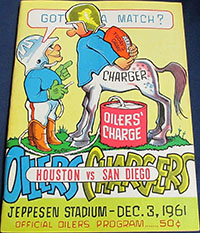 GOT A MATCH?
CHARGER
OILERS'
CHARGE
OILERS CHARGERS
HOUSTON VS SAN DIEGO
JEPPESEN STADIUM-DEC. 3, 1961
OFFICIAL OILERS PROGRAM......50¢